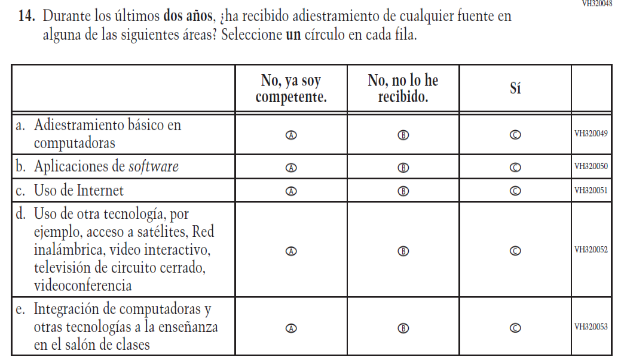 VH320048
14. Durante los últimos dos años, ¿ha recibido adiestramiento de cualquier fuente en
alguna de las siguientes áreas? Seleccione un círculo en cada fila.
No, ya soy competente. No, no lo he recibido. Sí
a. Adiestramiento básico en
computadoras A B C VH320049
b. Aplicaciones de software A B C VH320050
c. Uso de Internet A B C VH320051
d. Uso de otra tecnología, por
ejemplo, acceso a satélites, Red
inalámbrica, video interactivo, A B C VH320052
televisión de circuito cerrado,
videoconferencia
e. Integración de computadoras y
otras tecnologías a la enseñanza A B C VH320053
en el salón de clases